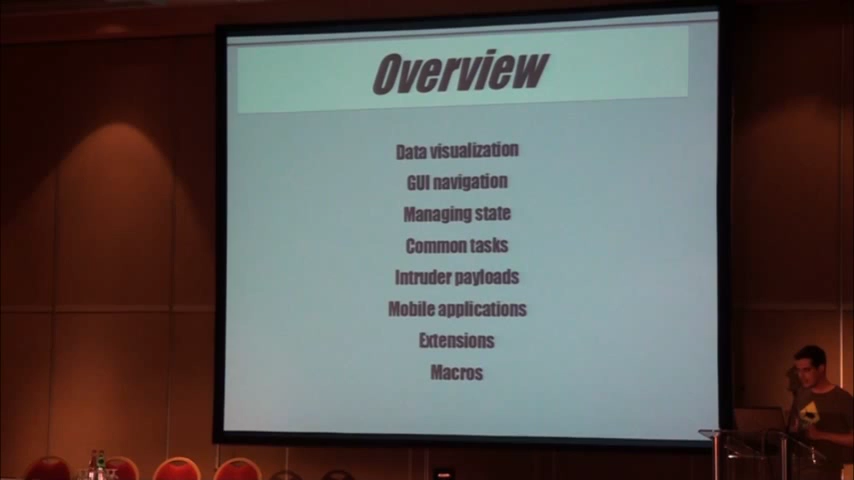 Overview
Data visualization
GUI navigation
Managing state
Common tasks
Intruder payloads
Mobile applications
Extensions
Macros